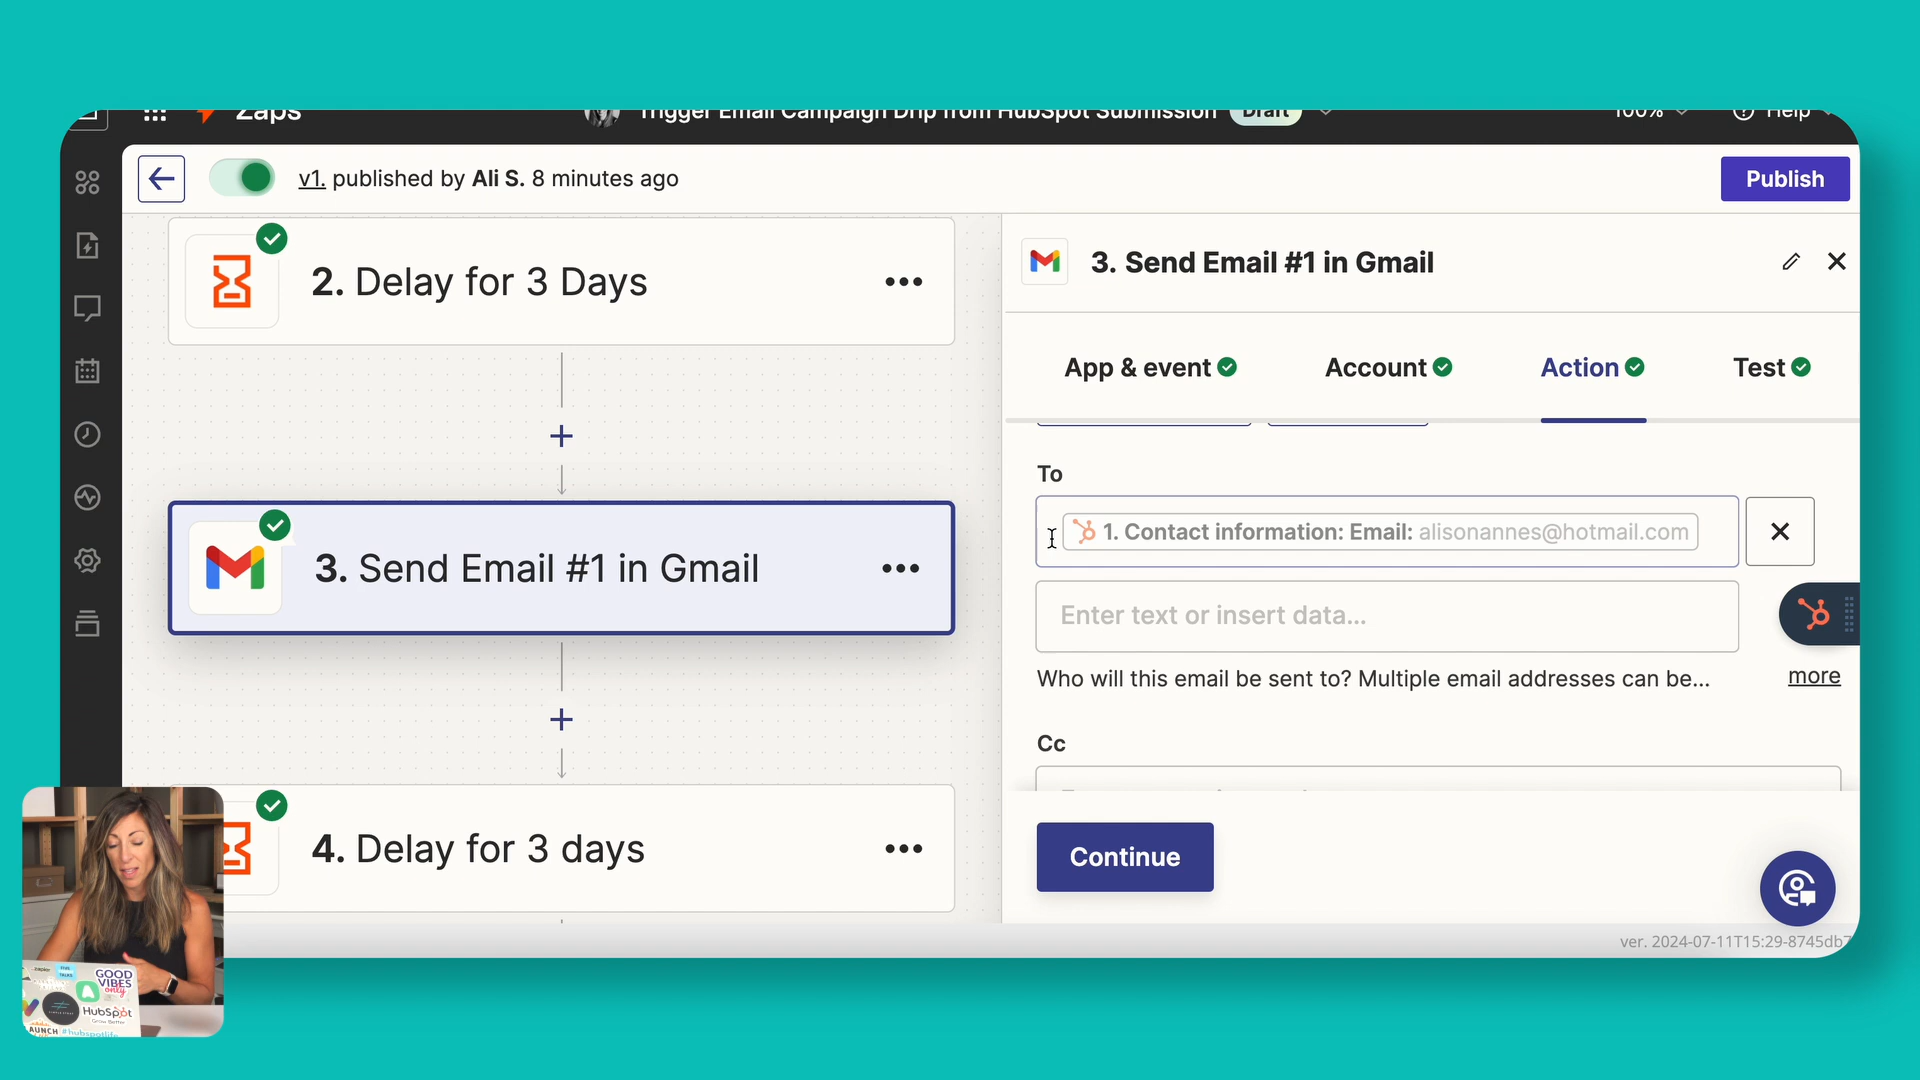 Zaps
Trigger Email Campaign Drip from HubSpot Submission
Draft
100%
Help
v1. published by Ali S. 8 minutes ago
Publish
2. Delay for 3 Days
3. Send Email #1 in Gmail
4. Delay for 3 days
3. Send Email #1 in Gmail
App & event
Account
Action
Test
To
1. Contact information: Email: alisonannes@hotmail.com
Enter text or insert data...
Who will this email be sent to? Multiple email addresses can be...
more
Cc
Continue
ver. 2024-07-11T15:29-8745db7
zapier
GOOD
VIBES
only
HubSpot
Grow Better
#hubspotlife